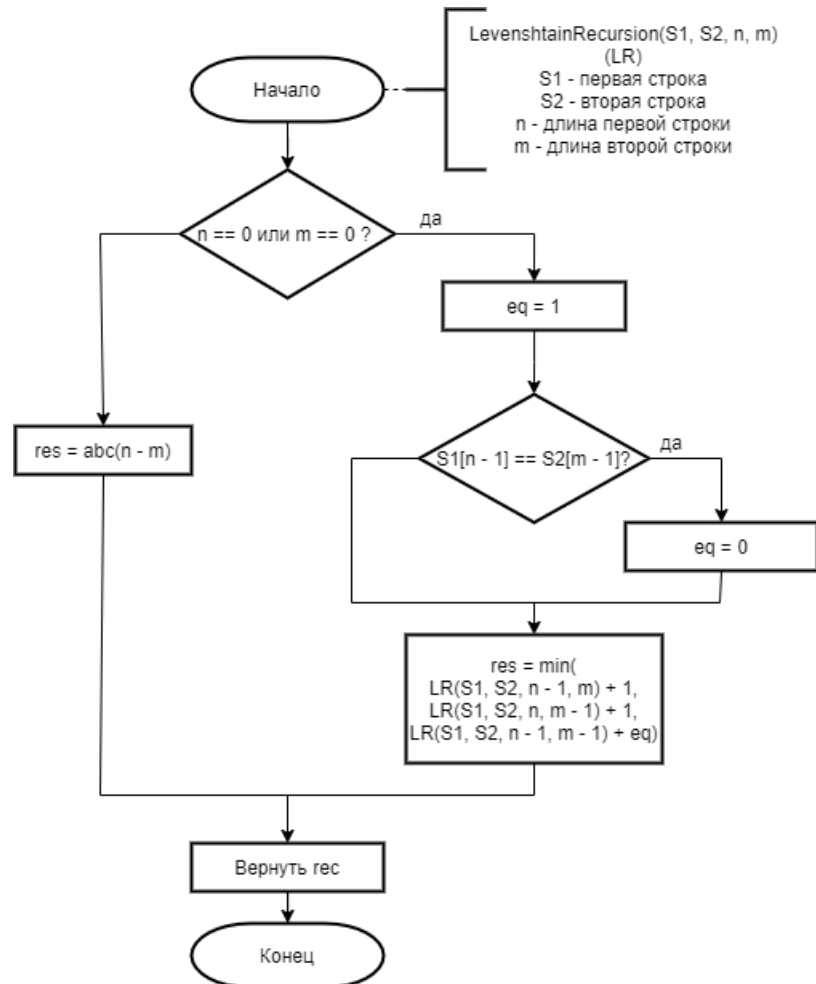 LevenshtainRecursion(S1, S2, n, m)
(LR)
S1 - первая строка
S2 - вторая строка
n - длина первой строки
m - длина второй строки
Начало
n == 0 или m == 0 ?
да
eq = 1
res = abc(n - m)
S1[n - 1] == S2[m - 1]?
да
eq = 0
res = min(
LR(S1, S2, n - 1, m) + 1,
LR(S1, S2, n, m - 1) + 1,
LR(S1, S2, n - 1, m - 1) + eq)
Вернуть rec
Конец